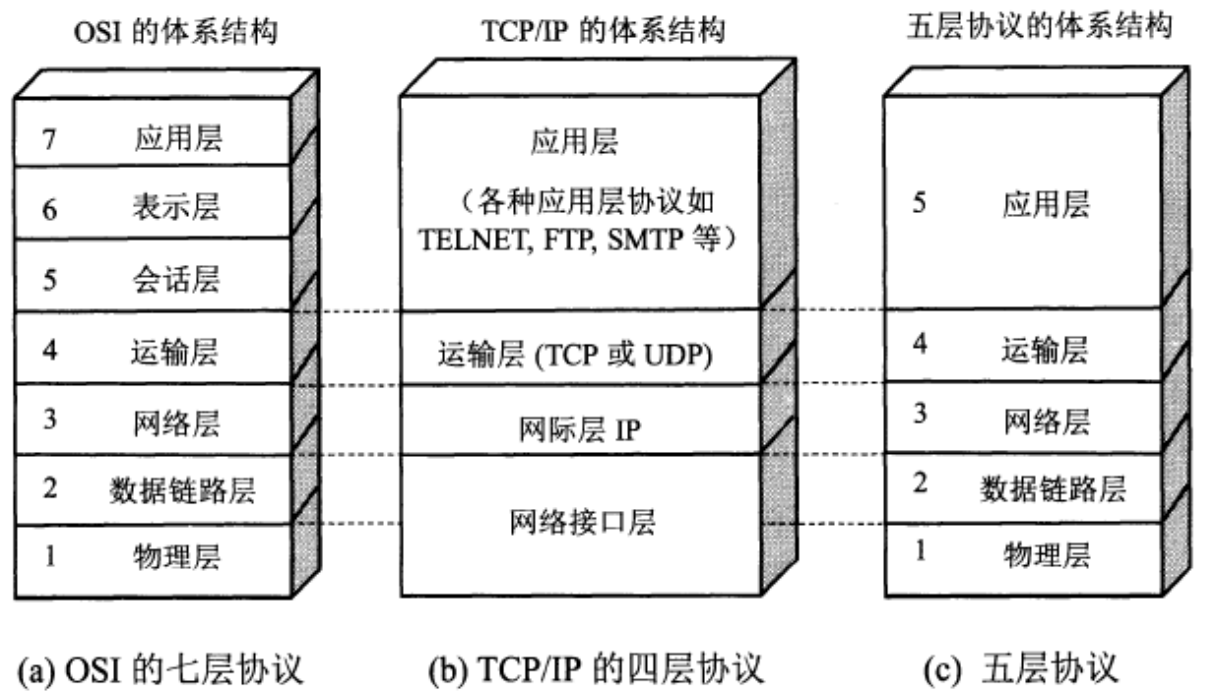 OSI 的体系结构
TCP/IP 的体系结构
五层协议的体系结构
7 应用层
6 表示层
5 会话层
4 运输层
3 网络层
2 数据链路层
1 物理层
应用层
(各种应用层协议如
TELNET, FTP, SMTP 等)
运输层 (TCP 或 UDP)
网际层 IP
网络接口层
5 应用层
4 运输层
3 网络层
2 数据链路层
1 物理层
(a) OSI 的七层协议
(b) TCP/IP 的四层协议
(c) 五层协议